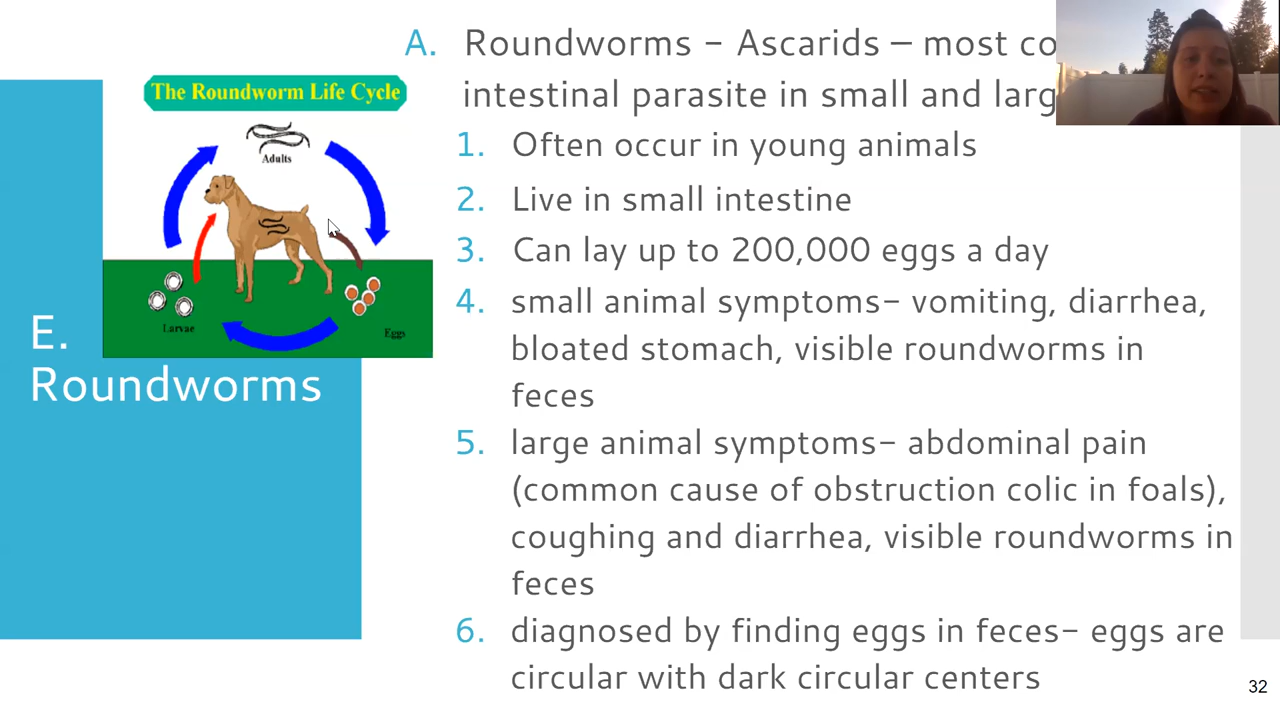 A. Roundworms - Ascarids – most
intestinal parasite in small and
1. Often occur in young animals
2. Live in small intestine
3. Can lay up to 200,000 eggs a day
4. small animal symptoms- vomiting, diarrhea,
bloated stomach, visible roundworms in
feces
5. large animal symptoms- abdominal pain
(common cause of obstruction colic in foals),
coughing and diarrhea, visible roundworms in
feces
6. diagnosed by finding eggs in feces- eggs are
circular with dark circular centers
The Roundworm Life Cycle
Adults
Larvae
Eggs
E.
Roundworms
32